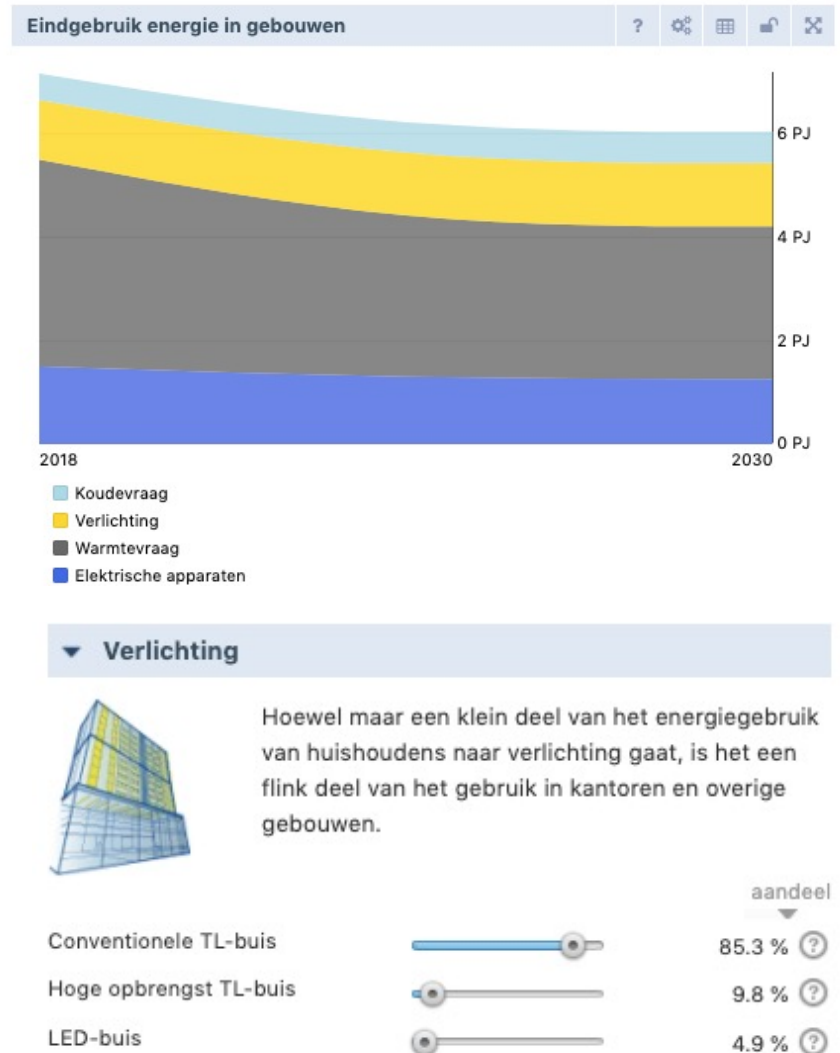 Eindgebruik energie in gebouwen
?
6 PJ
4 PJ
2 PJ
0 PJ
2018 2030
Koudevraag
Verlichting
Warmtevraag
Elektrische apparaten
Verlichting
Hoewel maar een klein deel van het energiegebruik
van huishoudens naar verlichting gaat, is het een
flink deel van het gebruik in kantoren en overige
gebouwen.
aandeel
Conventionele TL-buis 85.3 % ?
Hoge opbrengst TL-buis 9.8 % ?
LED-buis 4.9 % ?